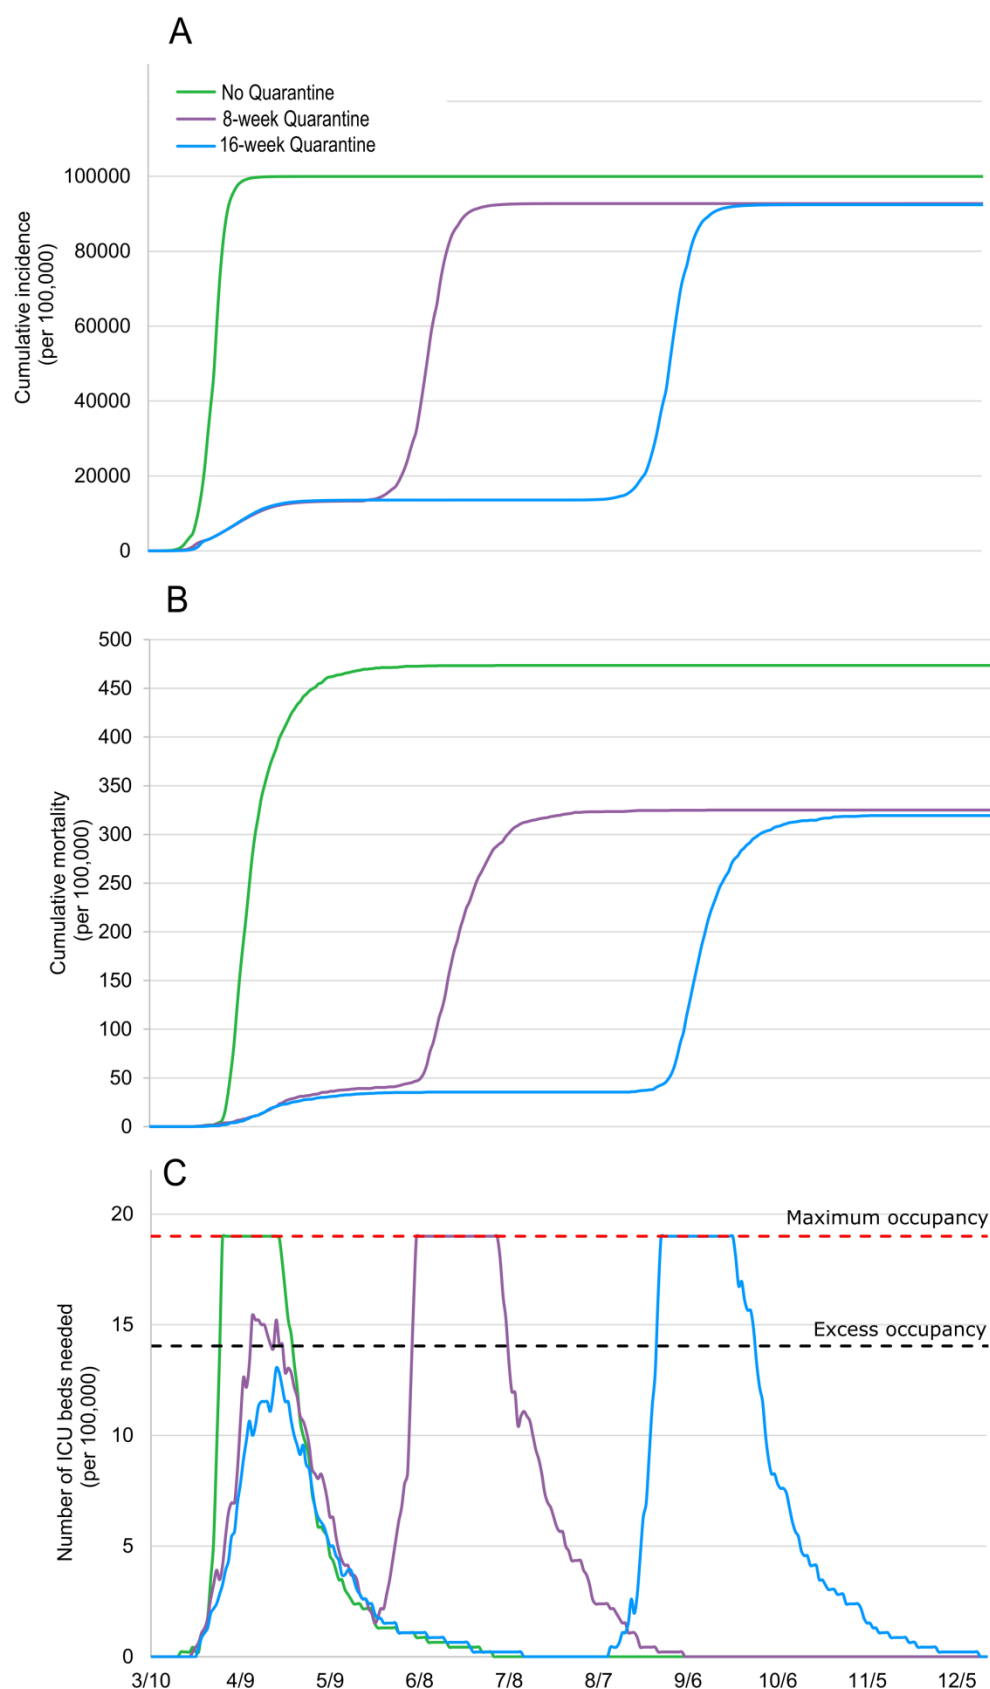 A
No Quarantine
8-week Quarantine
16-week Quarantine
Cumulative incidence
(per 100,000)
100000
80000
60000
40000
20000
0
B
Cumulative mortality
(per 100,000)
500
450
400
350
300
250
200
150
100
50
0
C
Number of ICU beds needed
(per 100,000)
20
15
10
5
0
Maximum occupancy
Excess occupancy
3/10 4/9 5/9 6/8 7/8 8/7 9/6 10/6 11/5 12/5